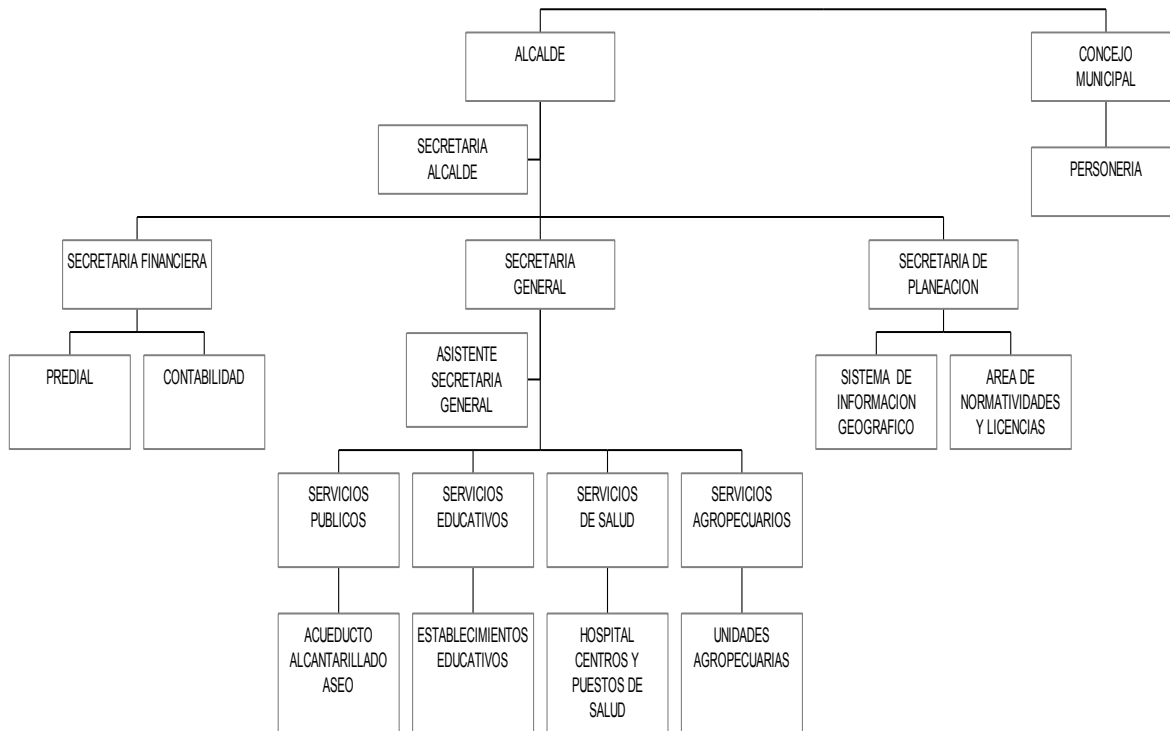 ALCALDE
CONCEJO
MUNICIPAL
SECRETARIA
ALCALDE
PERSONERIA
SECRETARIA FINANCIERA
SECRETARIA
GENERAL
SECRETARIA DE
PLANEACION
PREDIAL
CONTABILIDAD
ASISTENTE
SECRETARIA
GENERAL
SISTEMA DE
INFORMACION
GEOGRAFICO
AREA DE
NORMATIVIDADES
Y LICENCIAS
SERVICIOS
PUBLICOS
SERVICIOS
EDUCATIVOS
SERVICIOS
DE SALUD
SERVICIOS
AGROPECUARIOS
ACUEDUCTO
ALCANTARILLADO
ASEO
ESTABLECIMIENTOS
EDUCATIVOS
HOSPITAL
CENTROS Y
PUESTOS DE
SALUD
UNIDADES
AGROPECUARIAS